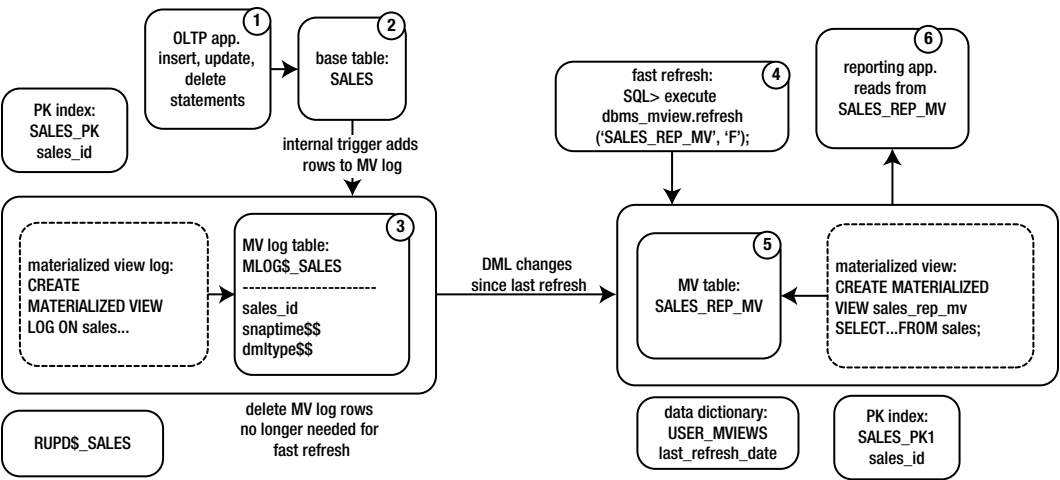 1
OLTP app.
insert, update,
delete
statements
2
base table:
SALES
PK index:
SALES_PK
sales_id
internal trigger adds
rows to MV log
materialized view log:
CREATE
MATERIALIZED VIEW
LOG ON sales...
3
MV log table:
MLOG$_SALES
----------------------
sales_id
snaptime$$
dmltype$$
RUPD$_SALES
delete MV log rows
no longer needed for
fast refresh
DML changes
since last refresh
4
fast refresh:
SQL> execute
dbms_mview.refresh
(‘SALES_REP_MV’, ‘F’);
5
MV table:
SALES_REP_MV
materialized view:
CREATE MATERIALIZED
VIEW sales_rep_mv
SELECT...FROM sales;
6
reporting app.
reads from
SALES_REP_MV
data dictionary:
USER_MVIEWS
last_refresh_date
PK index:
SALES_PK1
sales_id